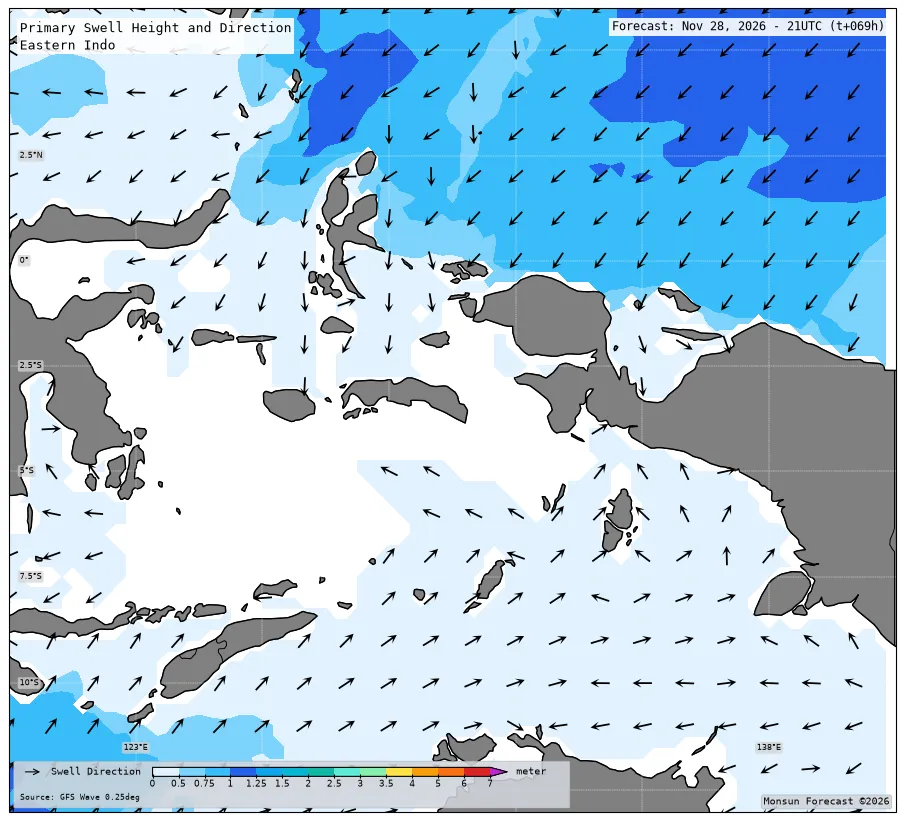 Primary Swell Height and Direction
Eastern Indo
Forecast: Nov 28, 2026 - 21UTC (t+069h)
2.5°N
0°
2.5°S
5°S
7.5°S
10°S
123°E
138°E
Swell Direction
0 0.5 0.75 1 1.25 1.5 2 2.5 3 3.5 4 5 6 7
meter
Source: GFS Wave 0.25deg
Monsun Forecast ©2026